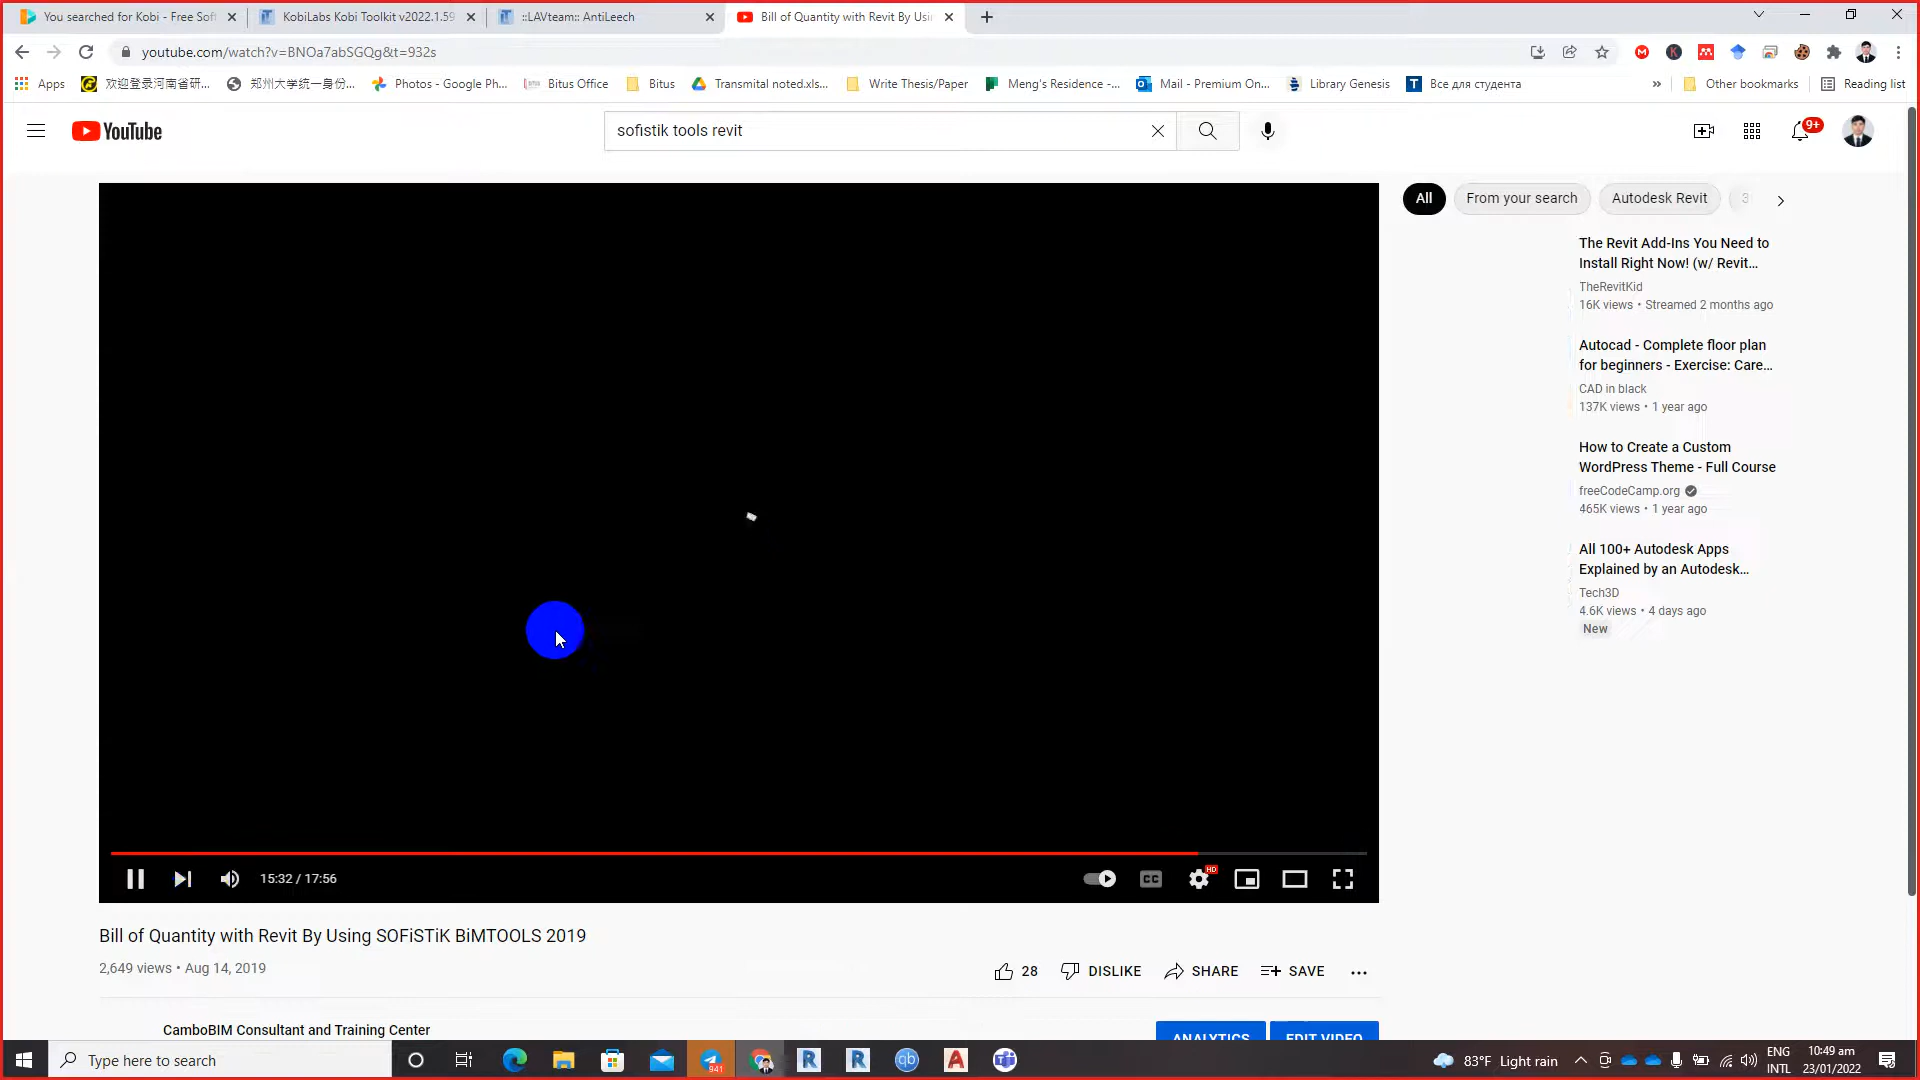 You searched for Kobi - Free Soft
KobiLabs Kobi Toolkit v2022.1.59
::LAVteam:: AntiLeech
Bill of Quantity with Revit By Usin
youtube.com/watch?v=BNOa7abSGQg&t=932s
Apps
欢迎登录河南省研...
郑州大学统一身份...
Photos - Google Ph...
Bitus Office
Bitus
Transmital noted.xls...
Write Thesis/Paper
Meng's Residence -...
Mail - Premium On...
Library Genesis
Все для студента
»
Other bookmarks
Reading list
YouTube
sofistik tools revit
9+
All
From your search
Autodesk Revit
3
The Revit Add-Ins You Need to
Install Right Now! (w/ Revit...
TheRevitKid
16K views • Streamed 2 months ago
Autocad - Complete floor plan
for beginners - Exercise: Care...
CAD in black
137K views • 1 year ago
How to Create a Custom
WordPress Theme - Full Course
freeCodeCamp.org
465K views • 1 year ago
All 100+ Autodesk Apps
Explained by an Autodesk...
Tech3D
4.6K views • 4 days ago
New
15:32 / 17:56
CC
HD
Bill of Quantity with Revit By Using SOFiSTiK BiMTOOLS 2019
2,649 views • Aug 14, 2019
28
DISLIKE
SHARE
SAVE
CamboBIM Consultant and Training Center
ANALYTICS
EDIT VIDEO
Type here to search
941
83°F Light rain
ENG
INTL
10:49 am
23/01/2022